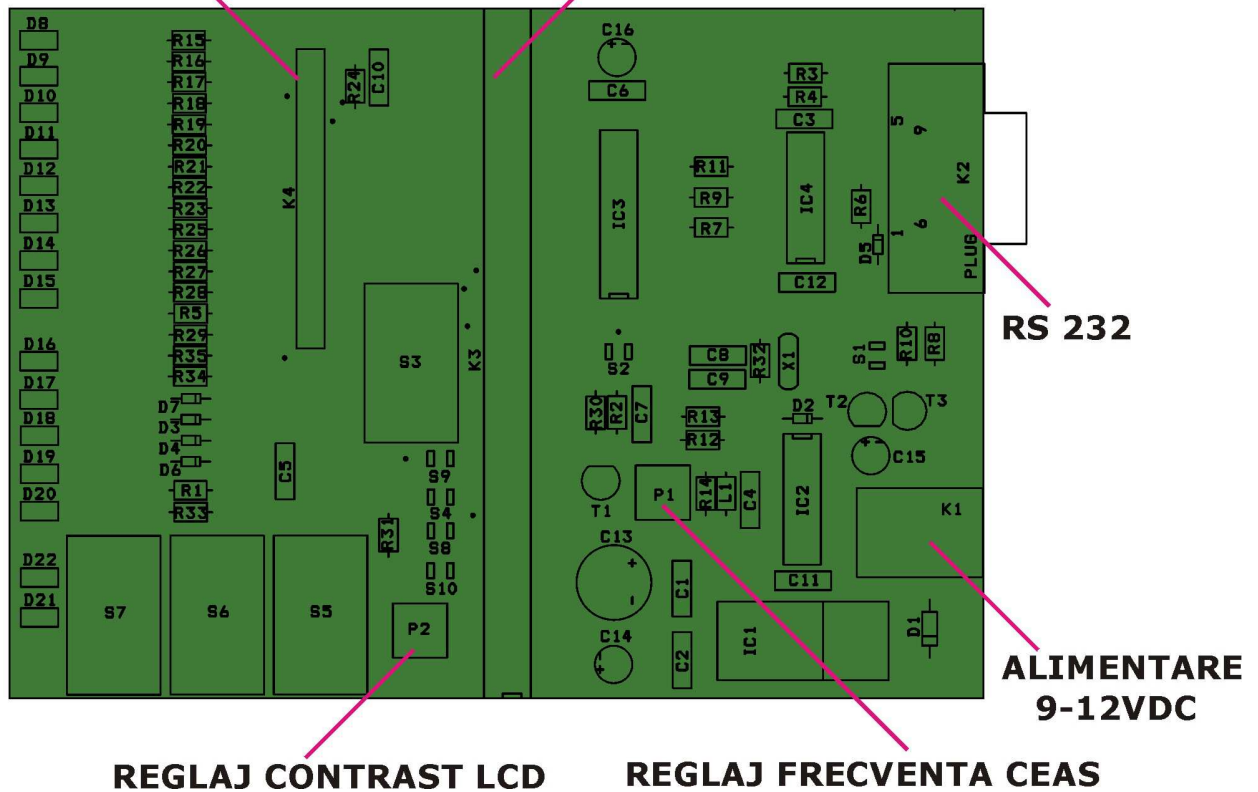 D8
D9
D10
D11
D12
D13
D14
D15
D16
D17
D18
D19
D20
D22
D21
R15
R16
R17
R18
R19
R20
R21
R22
R23
R25
R26
R27
R28
R5
R29
R35
R34
D7
D3
D4
D6
R1
R33
K4
R24
C10
C5
S3
K3
S9
S4
S8
S10
R31
S7
S6
S5
P2
C16
+-
C6
IC3
R11
R9
R7
R3
R4
C3
IC4
C12
R6
D5
5
9
1
6
K2
PLUG
RS 232
S2
C8
C9
R32
X1
S1
R10
R8
R30
R2
C7
R13
R12
D2
T2
T3
+-
C15
T1
P1
R14
L1
C4
IC2
K1
C13
+
-
C1
C11
C14
+
C2
IC1
D1
ALIMENTARE
9-12VDC
REGLAJ CONTRAST LCD
REGLAJ FRECVENTA CEAS